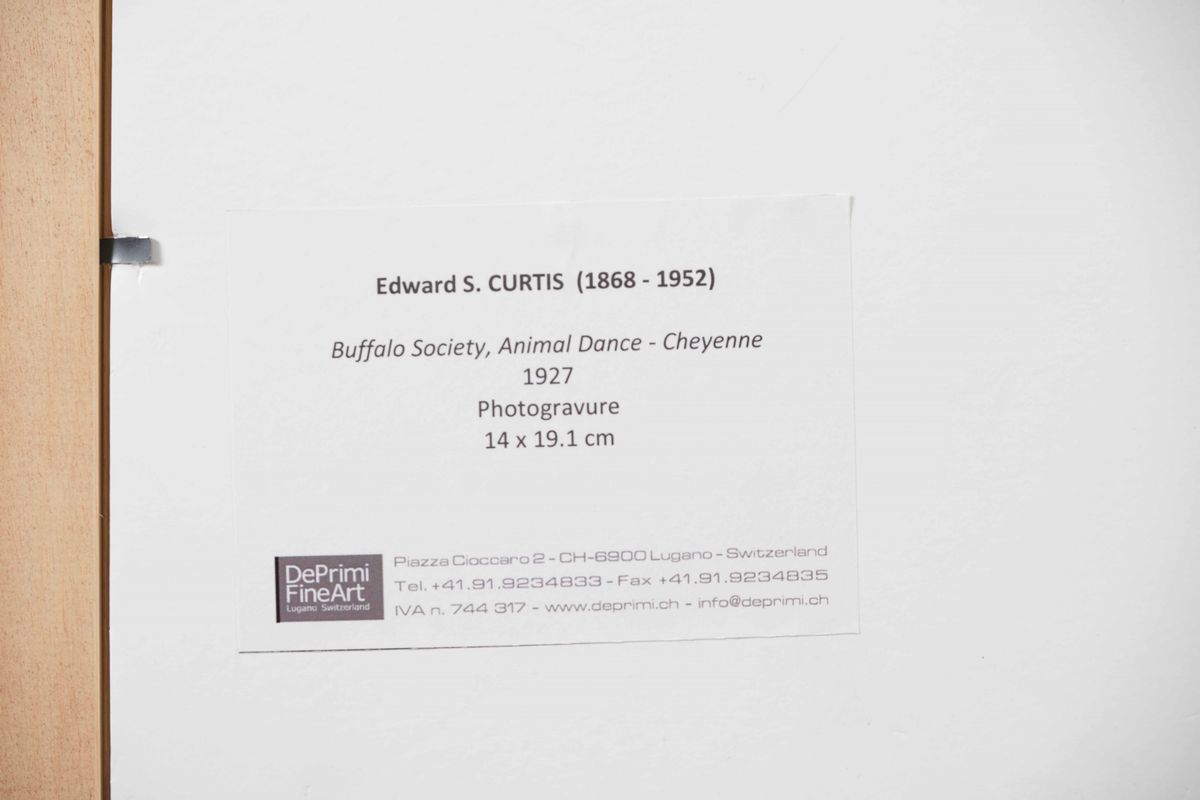 Edward S. CURTIS (1868 - 1952)
Buffalo Society, Animal Dance - Cheyenne
1927
Photogravure
14 x 19.1 cm
DePrimi
FineArt
Lugano Switzerland
Piazza Cioccaro 2 - CH-6900 Lugano - Switzerland
Tel. +41.91.9234833 - Fax +41.91.9234835
IVA n. 744 317 - www.deprimi.ch - info@deprimi.ch